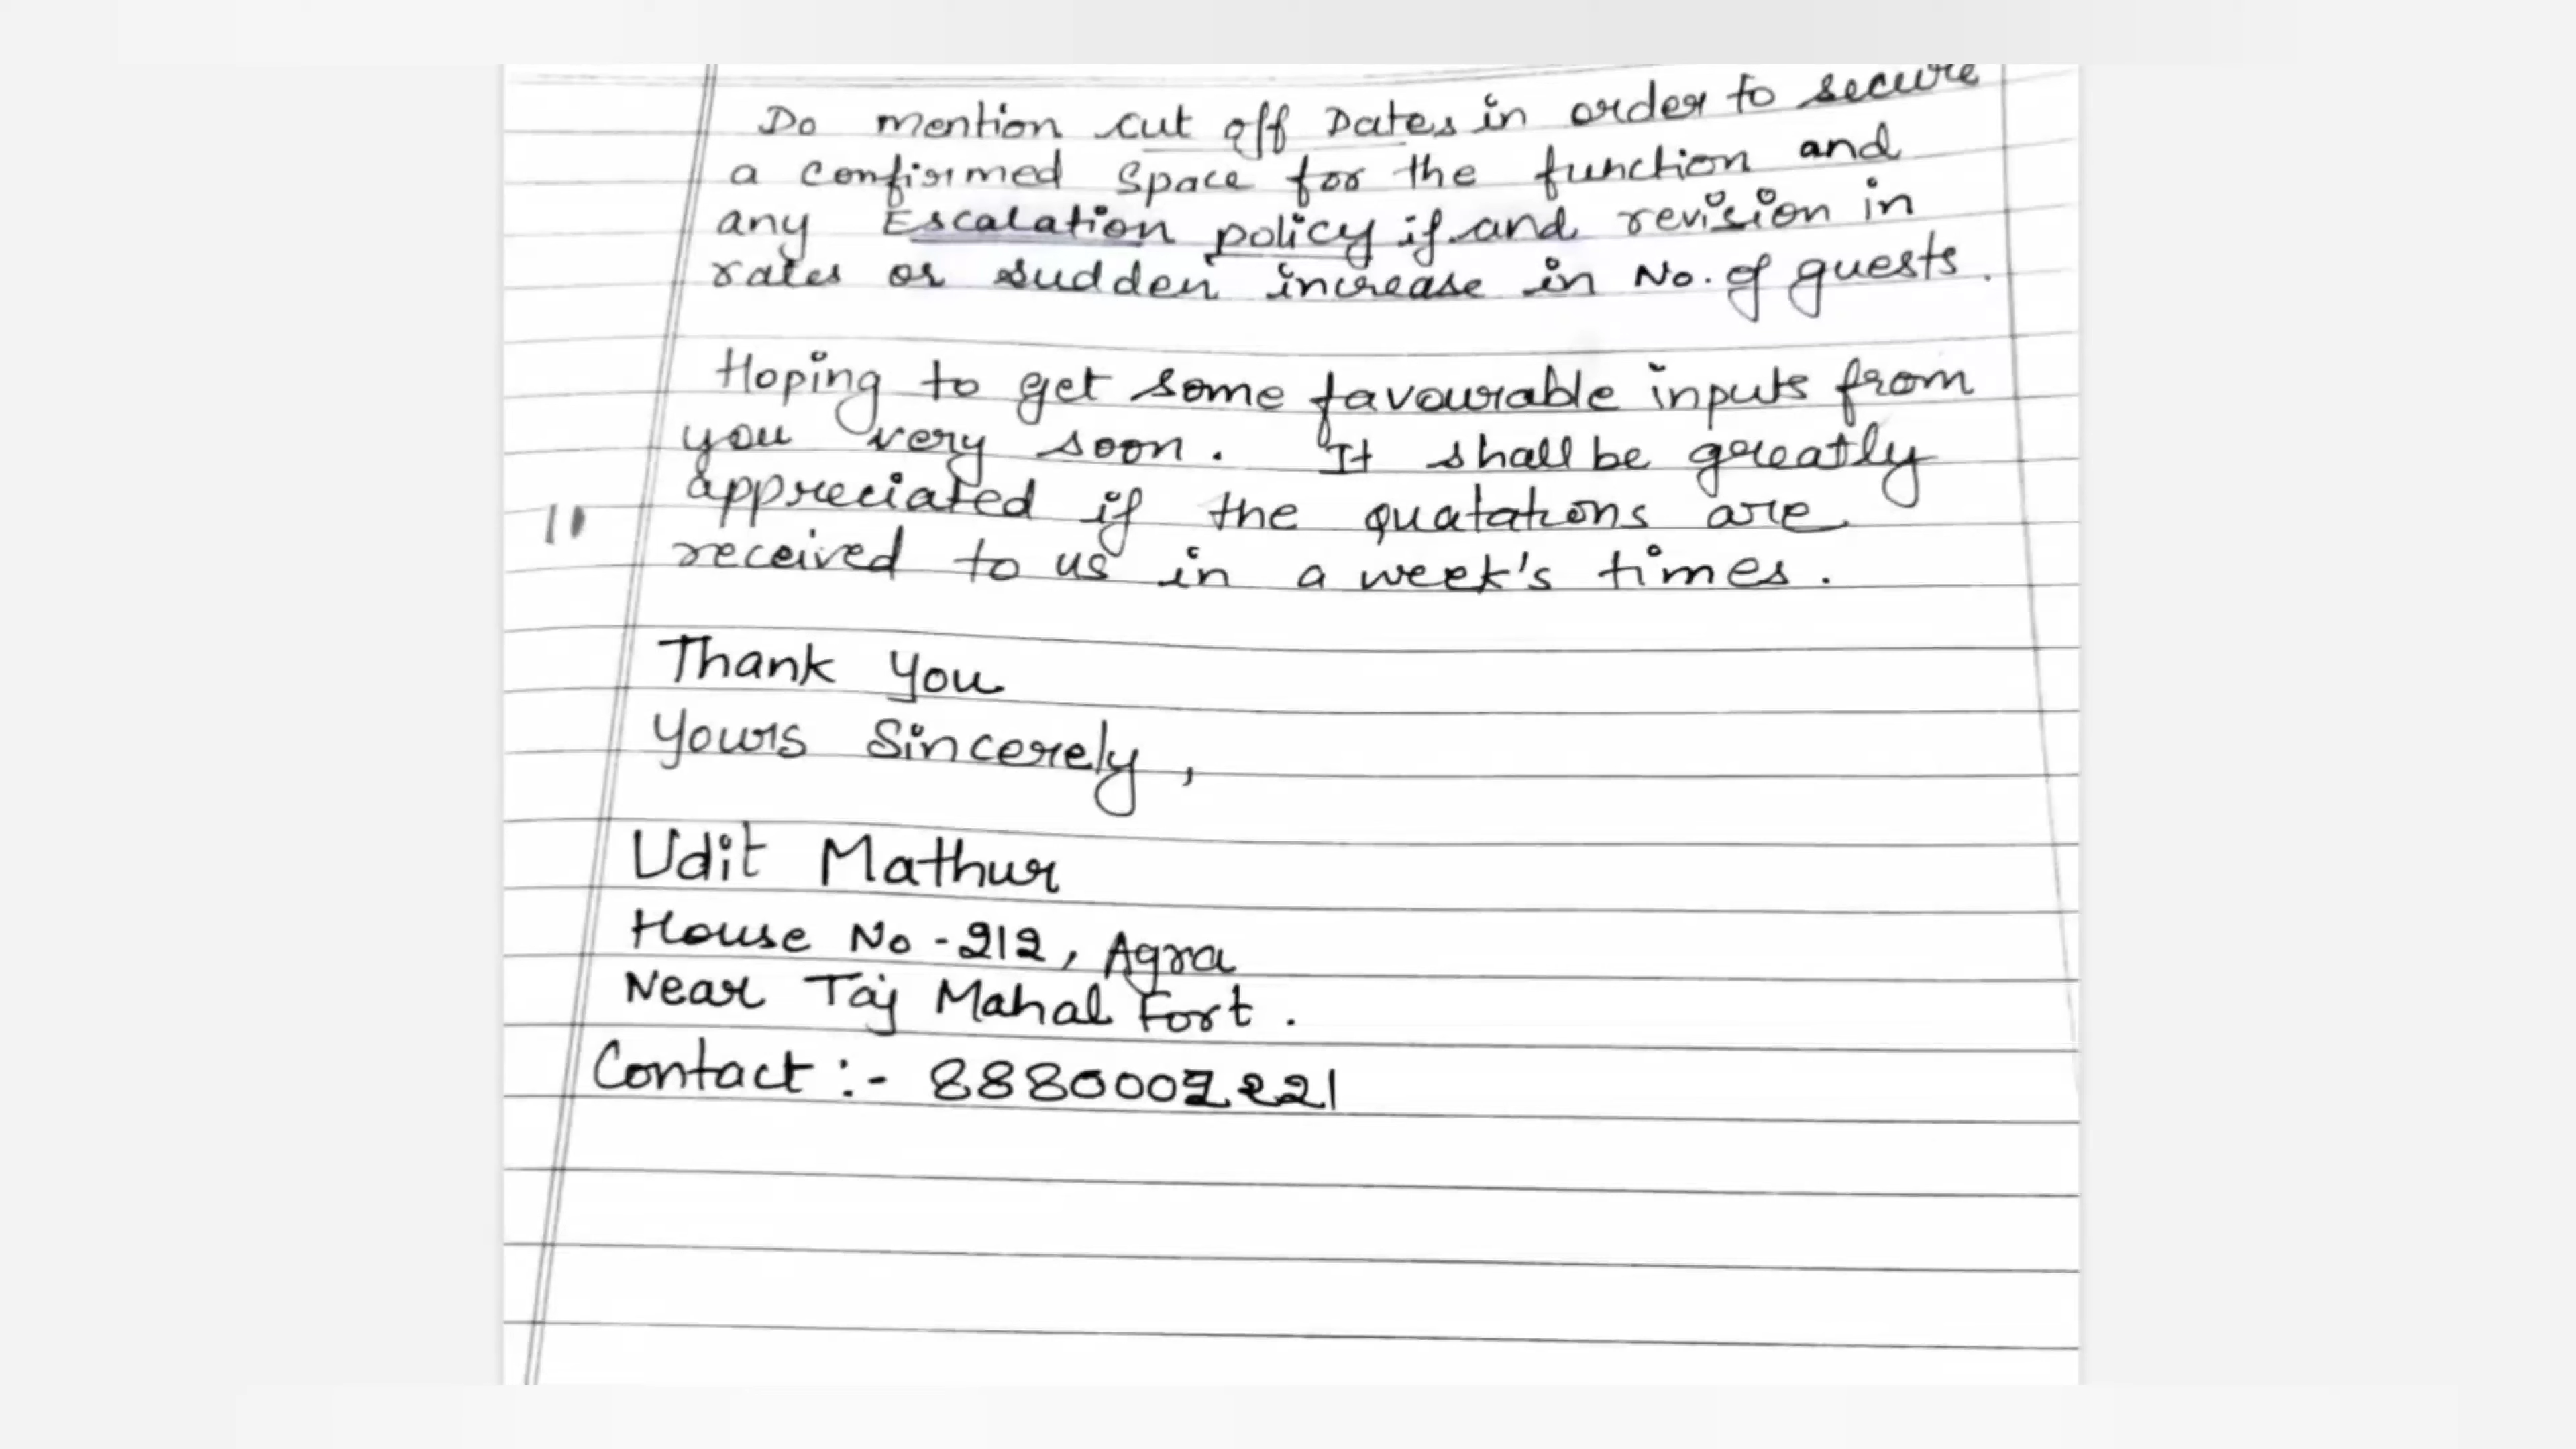 Do mention cut off Dates in order to secure
a confirmed Space for the function and
any Escalation policy if and revision in
rates or sudden increase in No. of guests.
Hoping to get some favourable inputs from
you very soon. It shall be greatly
appreciated if the quatations are
received to us in a week's times.
Thank You
Yours Sincerely,
Udit Mathur
House No - 212, Agra
Near Taj Mahal Fort.
Contact :-